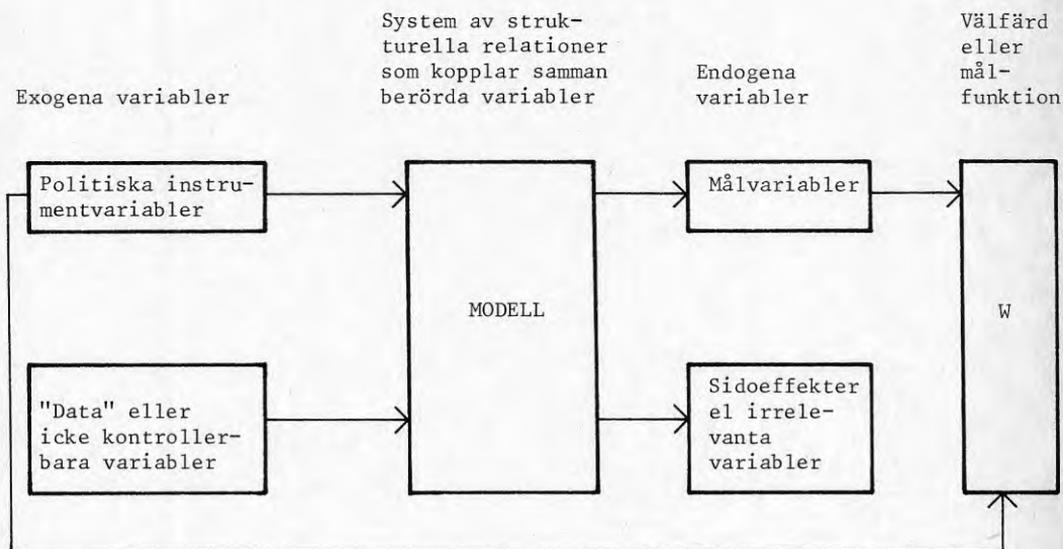 System av struk-
turella relationer
som kopplar samman
berörda variabler
Välfärd
eller
mål-
funktion
Endogena
variabler
Exogena variabler
Politiska instru-
mentvariabler
Målvariabler
MODELL
W
"Data" eller
icke kontroller-
bara variabler
Sidoeffekter
el irrele-
vanta
variabler